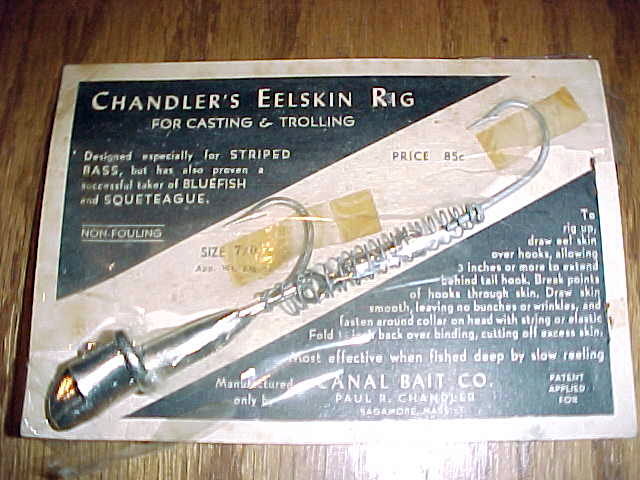 CHANDLER'S EELSKIN RIG
FOR CASTING & TROLLING
Designed especially for STRIPED
BASS, but has also proven a
successful taker of BLUEFISH
and SQUETEAGUE.
NON-FOULING
PRICE 85c
SIZE 7/0
To
rig up,
draw eel skin
over hooks, allowing
3 inches or more to extend
behind tail hook. Break points
of hooks through skin. Draw skin
smooth, leaving no bunches or wrinkles, and
fasten around collar on head with string or elastic
Fold back over binding, cutting off excess skin.
Most effective when fished deep by slow reeling
Manufactured
only
CANAL BAIT CO.
PAUL R. CHANDLER
SAGAMORE, MASS.
PATENT
APPLIED
FOR